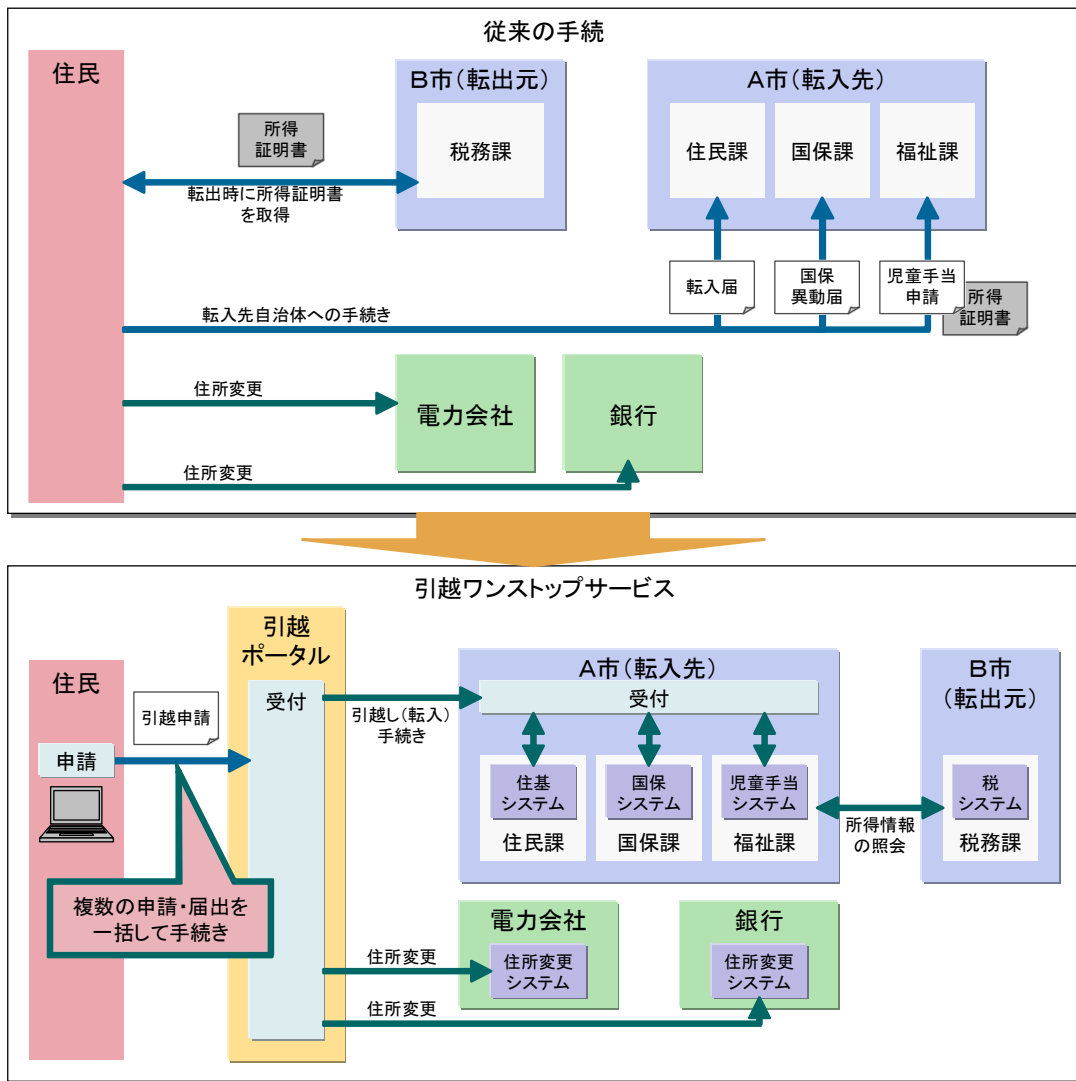 従来の手続
住民
B市(転出元)
税務課
A市(転入先)
住民課
国保課
福祉課
所得
証明書
転出時に所得証明書
を取得
転入届
国保
異動届
児童手当
申請
所得
証明書
転入先自治体への手続き
住所変更
電力会社
銀行
住所変更
引越ワンストップサービス
住民
申請
引越申請
複数の申請・届出を
一括して手続き
引越
ポータル
受付
引越し(転入)
手続き
A市(転入先)
受付
住基
システム
住民課
国保
システム
国保課
児童手当
システム
福祉課
所得情報
の照会
B市
(転出元)
税
システム
税務課
住所変更
電力会社
住所変更
システム
住所変更
銀行
住所変更
システム